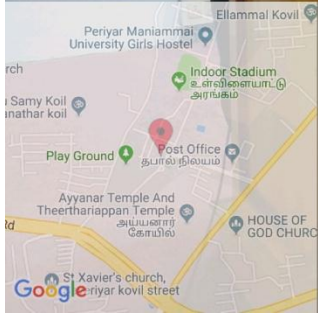 Ellammal Kovil
Periyar Maniammai
University Girls Hostel
rch
Indoor Stadium
உள்விளையாட்டு
அரங்கம்
Samy Koil
nathar koil
Post Office
தபால் நிலையம்
Play Ground
Ayyanar Temple And
Theerthariappan Temple
அய்யனார்
கோயில்
HOUSE OF
GOD CHURC
Rd
St Xavier's church,
eriyar kovil street
Google